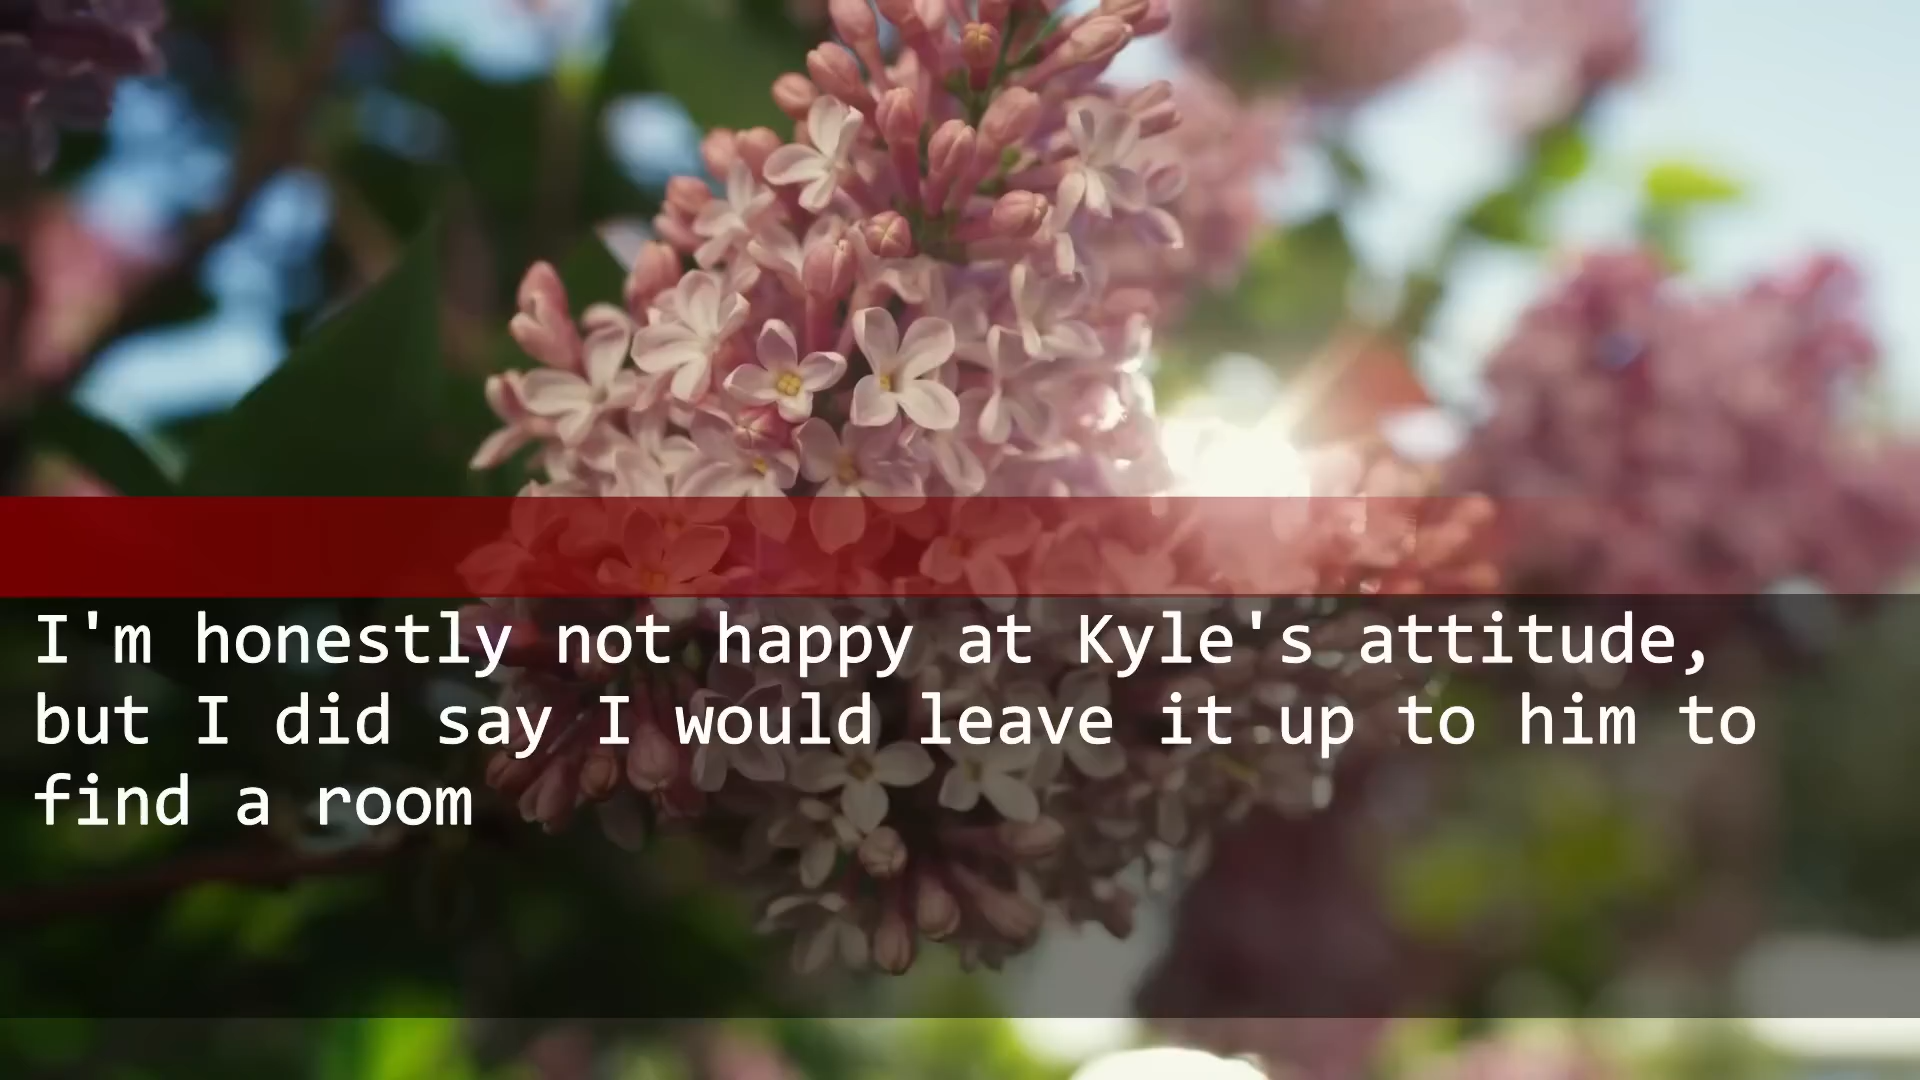 I'm honestly not happy at Kyle's attitude,
but I did say I would leave it up to him to
find a room